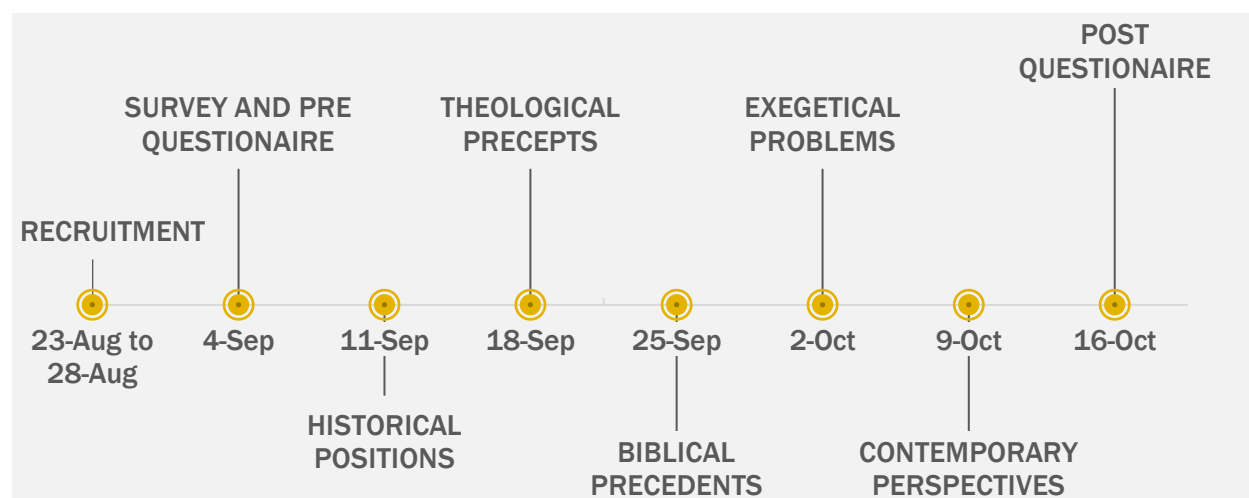 POST
QUESTIONAIRE
SURVEY AND PRE
QUESTIONAIRE
THEOLOGICAL
PRECEPTS
EXEGETICAL
PROBLEMS
RECRUITMENT
23-Aug to
28-Aug
4-Sep
11-Sep
18-Sep
25-Sep
2-Oct
9-Oct
16-Oct
HISTORICAL
POSITIONS
BIBLICAL
PRECEDENTS
CONTEMPORARY
PERSPECTIVES